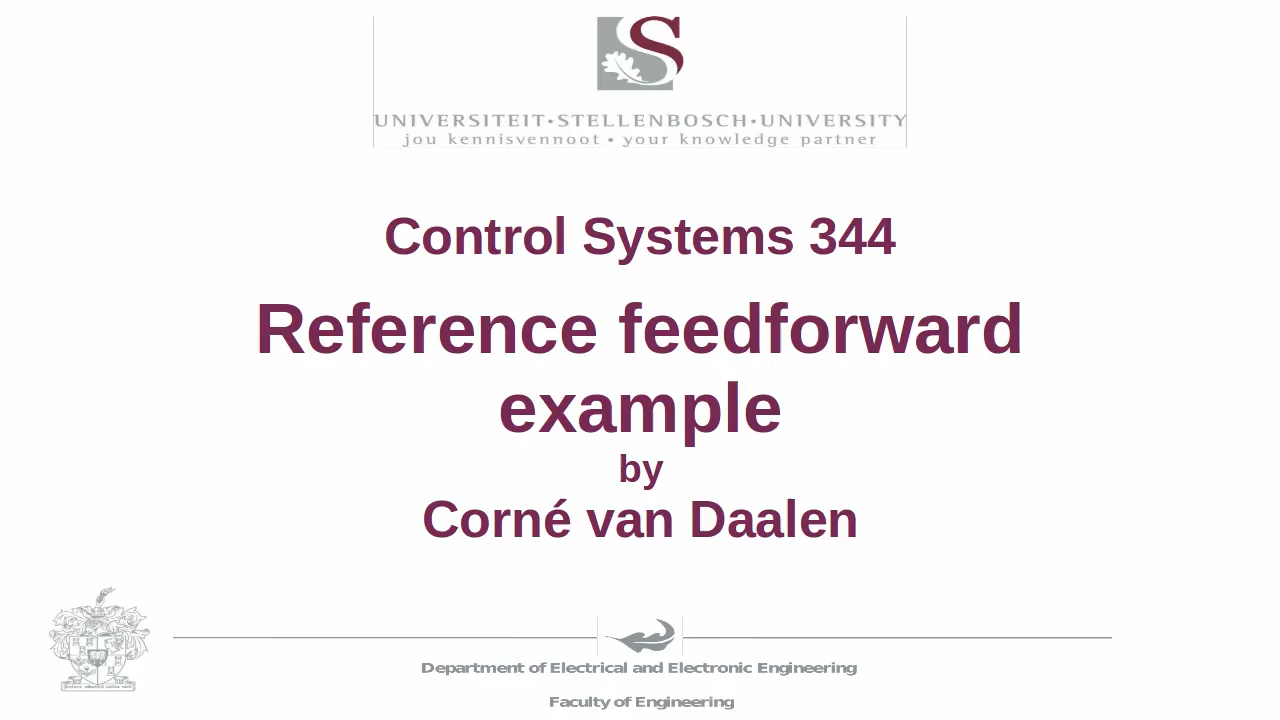 UNIVERSITEIT•STELLENBOSCH•UNIVERSITY
jou kennisvennoot • your knowledge partner
Control Systems 344
Reference feedforward
example
by
Corné van Daalen
Department of Electrical and Electronic Engineering
Faculty of Engineering